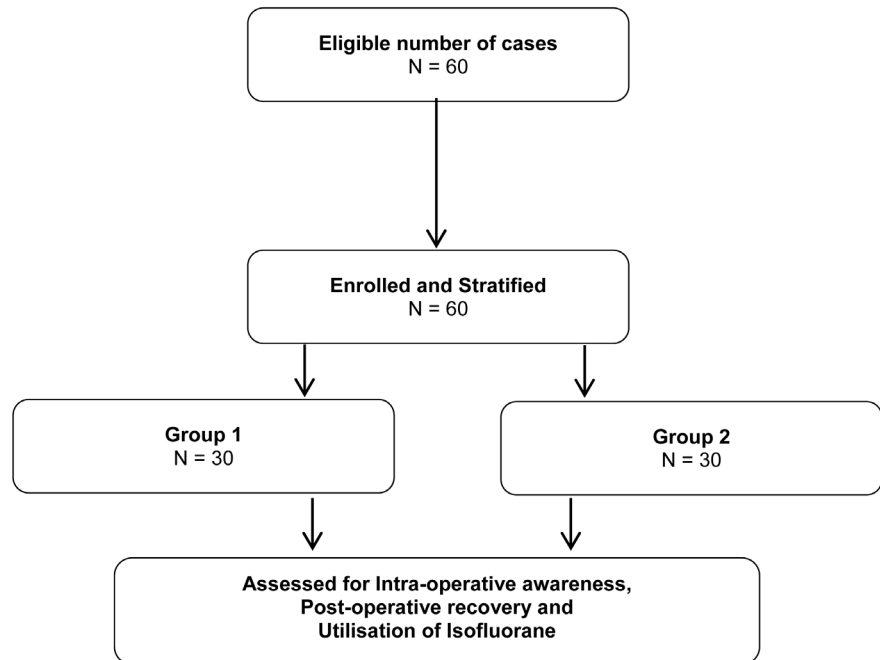 Eligible number of cases
N = 60
Enrolled and Stratified
N = 60
Group 1
N = 30
Group 2
N = 30
Assessed for Intra-operative awareness,
Post-operative recovery and
Utilisation of Isofluorane